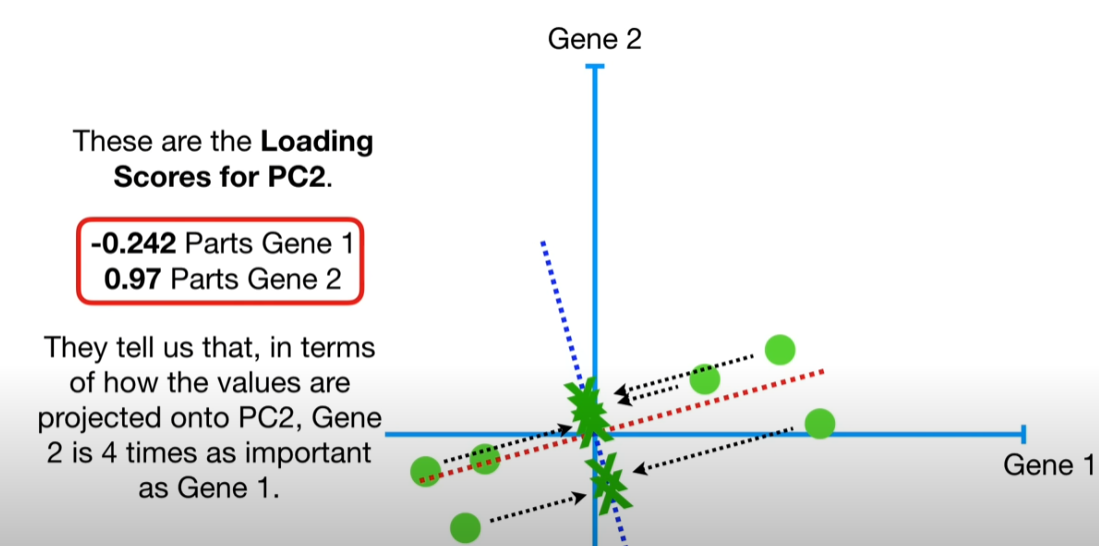 Gene 2
These are the Loading
Scores for PC2.
-0.242 Parts Gene 1
0.97 Parts Gene 2
They tell us that, in terms
of how the values are
projected onto PC2, Gene
2 is 4 times as important
as Gene 1.
Gene 1